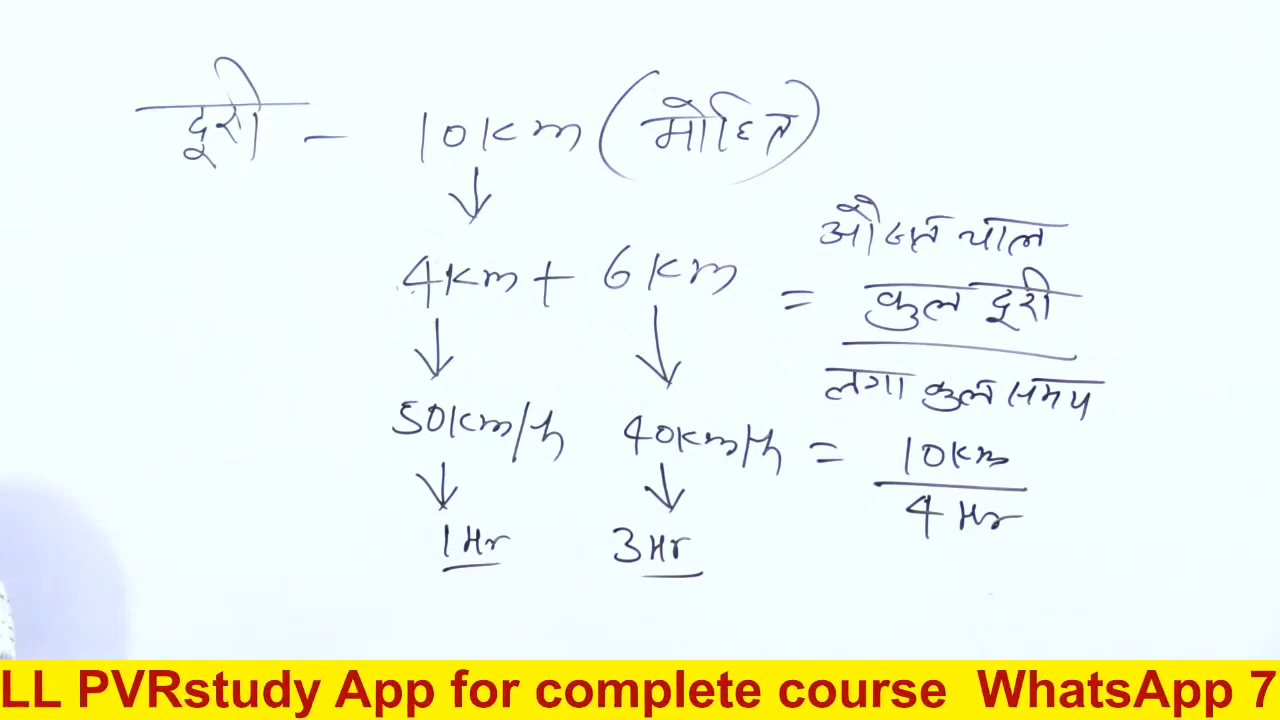 दूरी - 10km (मोहित)
4km + 6km
50km/h 40km/h
1Hr 3Hr
औसत चाल
= कुल दूरी
लगा कुल समय
= 10km
4 Hr
LL PVRstudy App for complete course WhatsApp 7